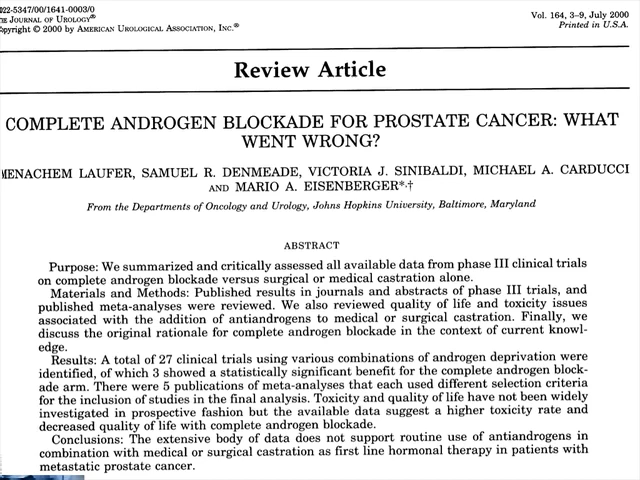 022-5347/00/1641-0003/0
THE JOURNAL OF UROLOGY®
Copyright © 2000 by AMERICAN UROLOGICAL ASSOCIATION, INC.®
Vol. 164, 3–9, July 2000
Printed in U.S.A.
Review Article
COMPLETE ANDROGEN BLOCKADE FOR PROSTATE CANCER: WHAT
WENT WRONG?
MENACHEM LAUFER, SAMUEL R. DENMEADE, VICTORIA J. SINIBALDI, MICHAEL A. CARDUCCI
AND MARIO A. EISENBERGER*,†
From the Departments of Oncology and Urology, Johns Hopkins University, Baltimore, Maryland
ABSTRACT
Purpose: We summarized and critically assessed all available data from phase III clinical trials
on complete androgen blockade versus surgical or medical castration alone.
Materials and Methods: Published results in journals and abstracts of phase III trials, and
published meta-analyses were reviewed. We also reviewed quality of life and toxicity issues
associated with the addition of antiandrogens to medical or surgical castration. Finally, we
discuss the original rationale for complete androgen blockade in the context of current knowl-
edge.
Results: A total of 27 clinical trials using various combinations of androgen deprivation were
identified, of which 3 showed a statistically significant benefit for the complete androgen block-
ade arm. There were 5 publications of meta-analyses that each used different selection criteria
for the inclusion of studies in the final analysis. Toxicity and quality of life have not been widely
investigated in prospective fashion but the available data suggest a higher toxicity rate and
decreased quality of life with complete androgen blockade.
Conclusions: The extensive body of data does not support routine use of antiandrogens in
combination with medical or surgical castration as first line hormonal therapy in patients with
metastatic prostate cancer.